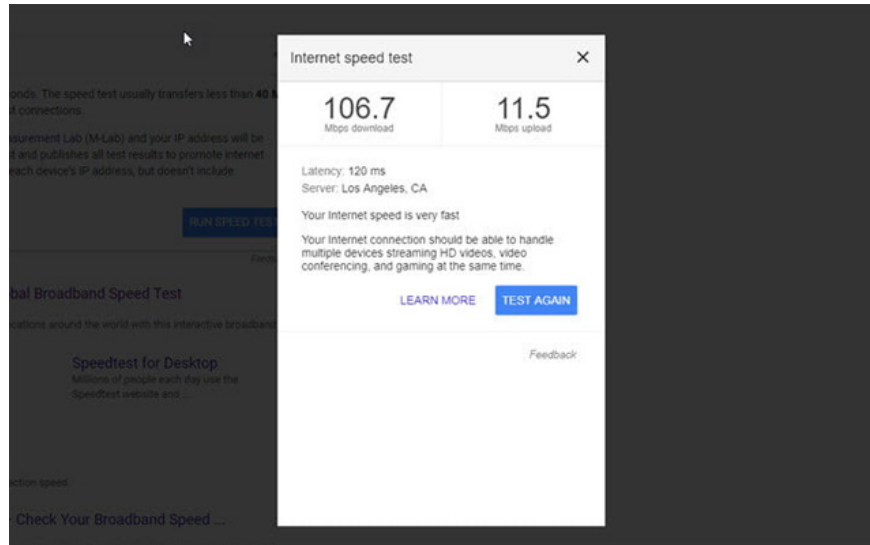 Internet speed test
106.7
Mbps download
11.5
Mbps upload
Latency: 120 ms
Server: Los Angeles, CA
Your Internet speed is very fast
Your Internet connection should be able to handle
multiple devices streaming HD videos, video
conferencing, and gaming at the same time.
LEARN MORE
TEST AGAIN
Feedback
onds. The speed test usually transfers less than 40 M
t connections.
surement Lab (M-Lab) and your IP address will be
t and publishes all test results to promote internet
each device's IP address, but doesn't include
RUN SPEED TEST
Feedb
bal Broadband Speed Test
cations around the world with this interactive broadband
Speedtest for Desktop
Millions of people each day use the
Speedtest website and ...
ction speed.
- Check Your Broadband Speed ...